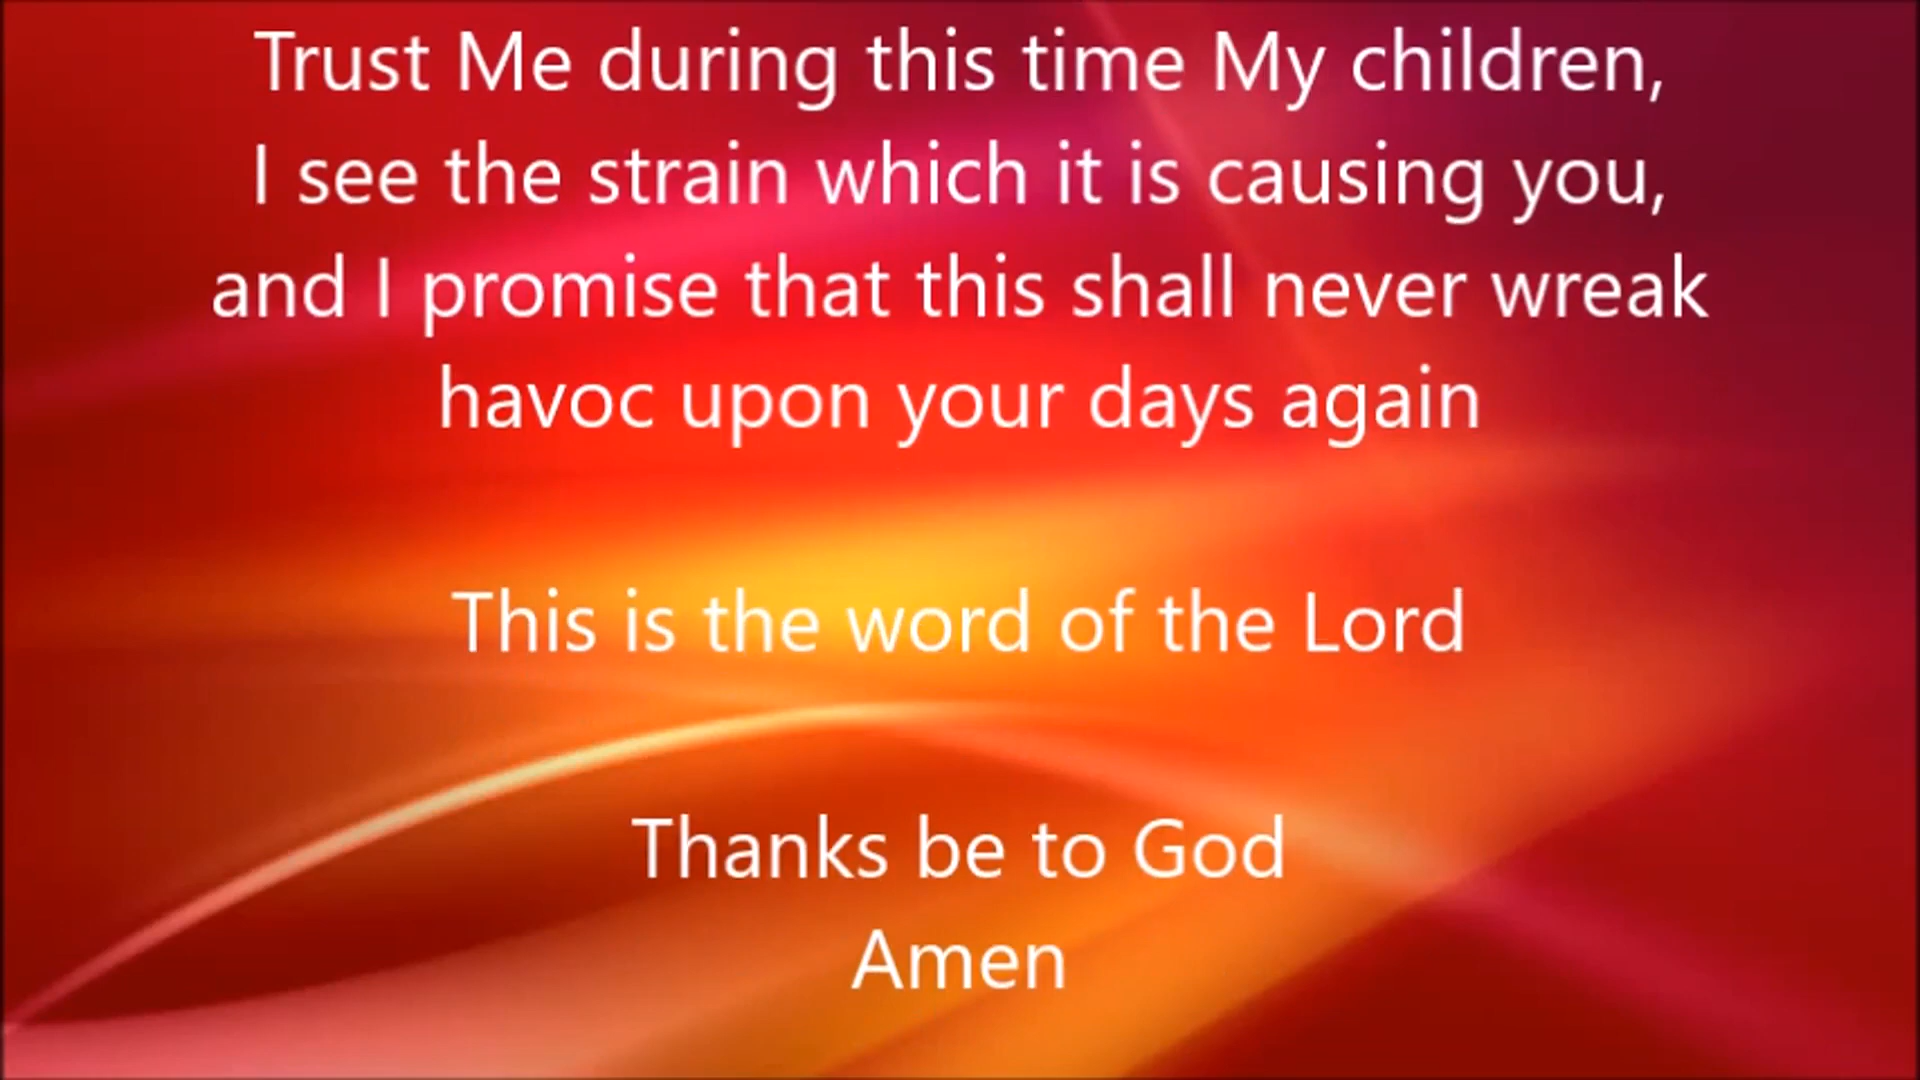 Trust Me during this time My children,
I see the strain which it is causing you,
and I promise that this shall never wreak
havoc upon your days again
This is the word of the Lord
Thanks be to God
Amen